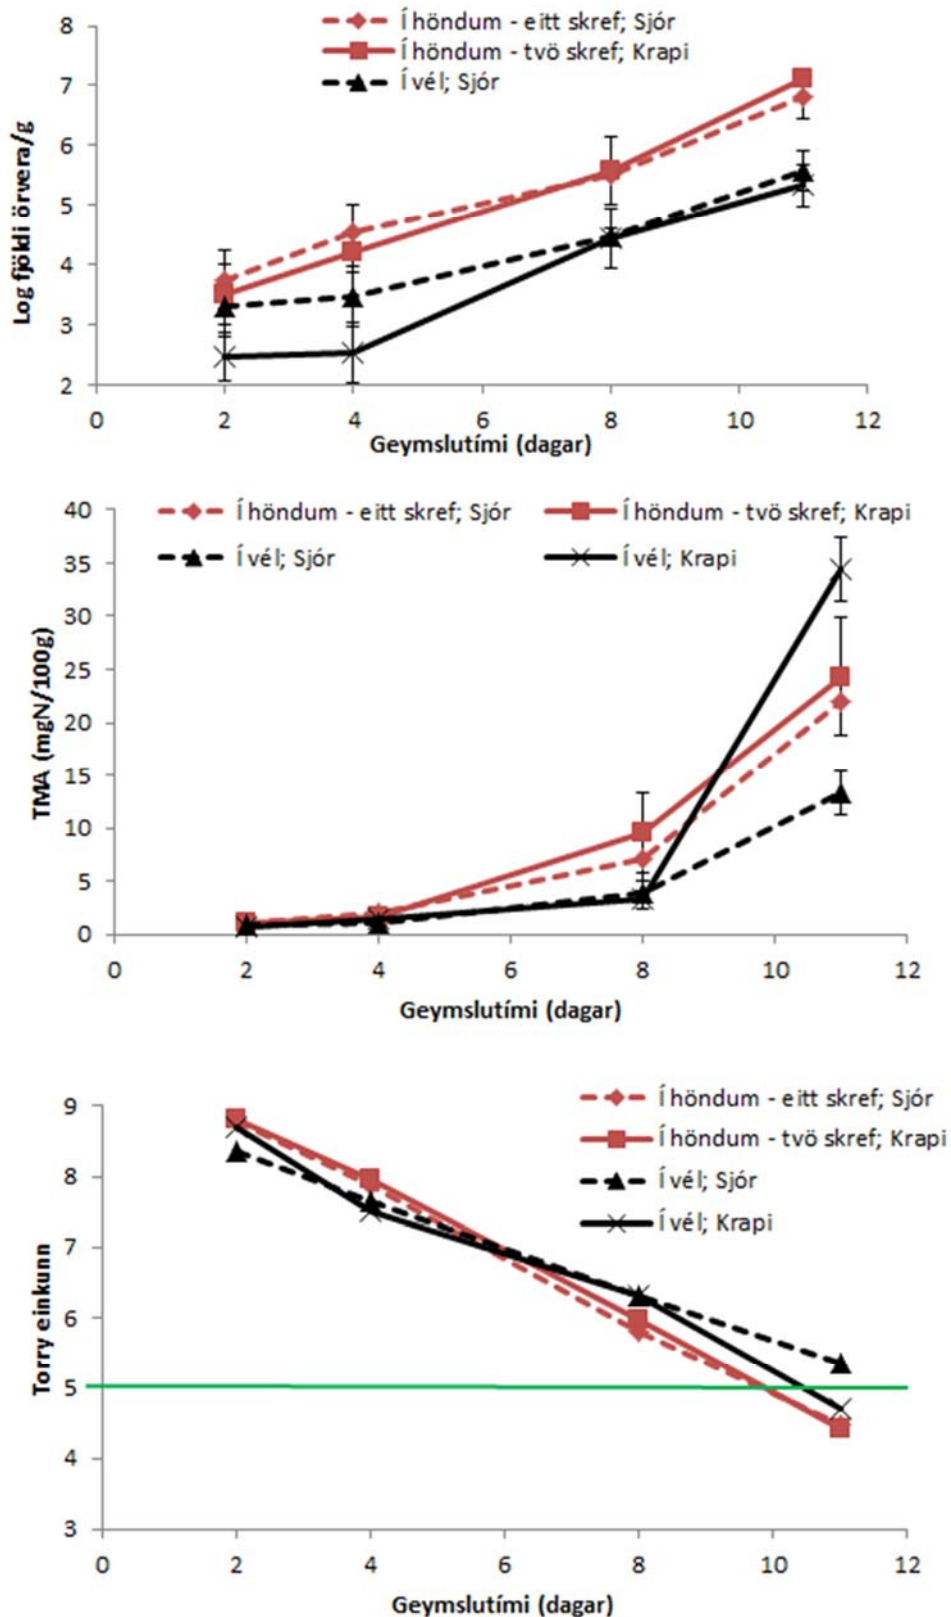 Í höndum - eitt skref; Sjór
Í höndum - tvö skref; Krapi
Í vél; Sjór
Log fjöldi örvera/g
8
7
6
5
4
3
2
0 2 4 6 8 10 12
Geymslutími (dagar)
Í höndum - eitt skref; Sjór Í höndum - tvö skref; Krapi
Í vél; Sjór Í vél; Krapi
TMA (mgN/100g)
40
35
30
25
20
15
10
5
0
0 2 4 6 8 10 12
Geymslutími (dagar)
Í höndum - eitt skref; Sjór
Í höndum - tvö skref; Krapi
Í vél; Sjór
Í vél; Krapi
Torry einkunn
9
8
7
6
5
4
3
0 2 4 6 8 10 12
Geymslutími (dagar)